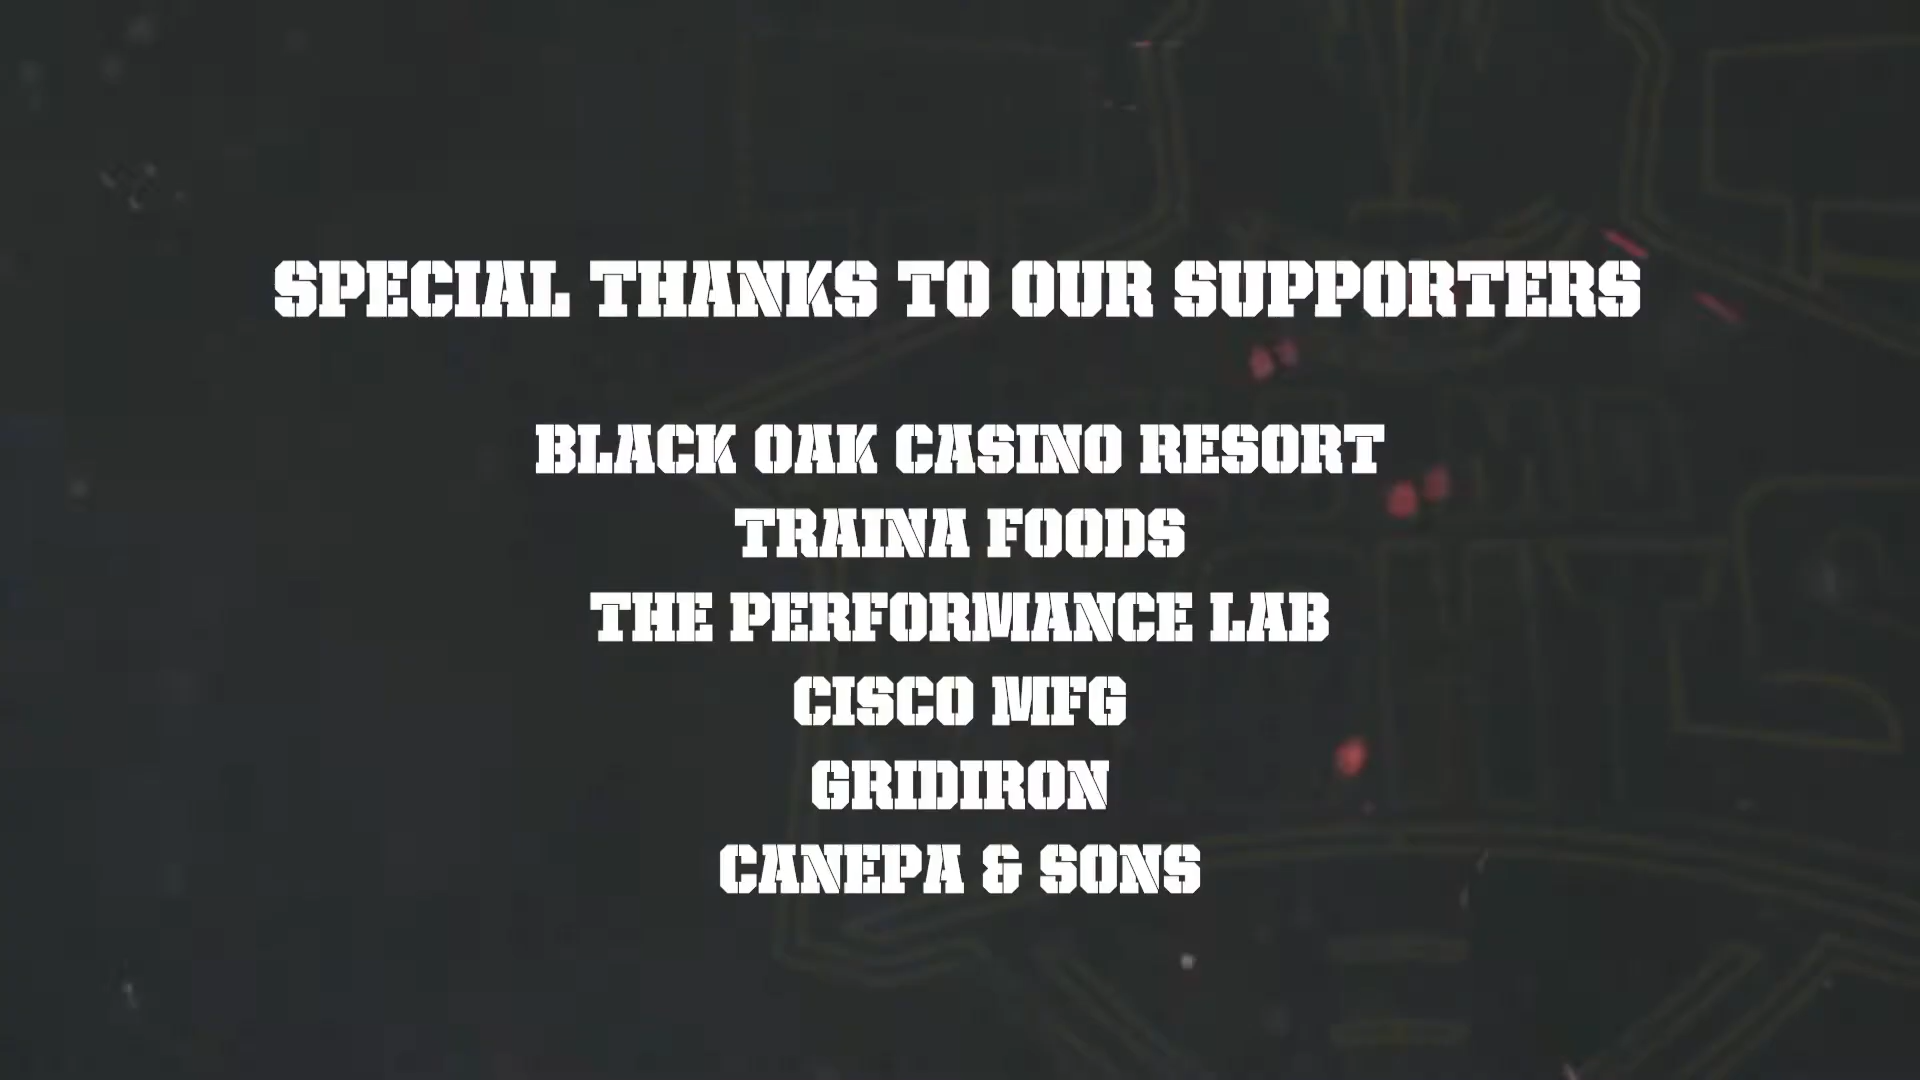 SPECIAL THANKS TO OUR SUPPORTERS
BLACK OAK CASINO RESORT
TRAINA FOODS
THE PERFORMANCE LAB
CISCO MFG
GRIDIRON
CANEPA & SONS